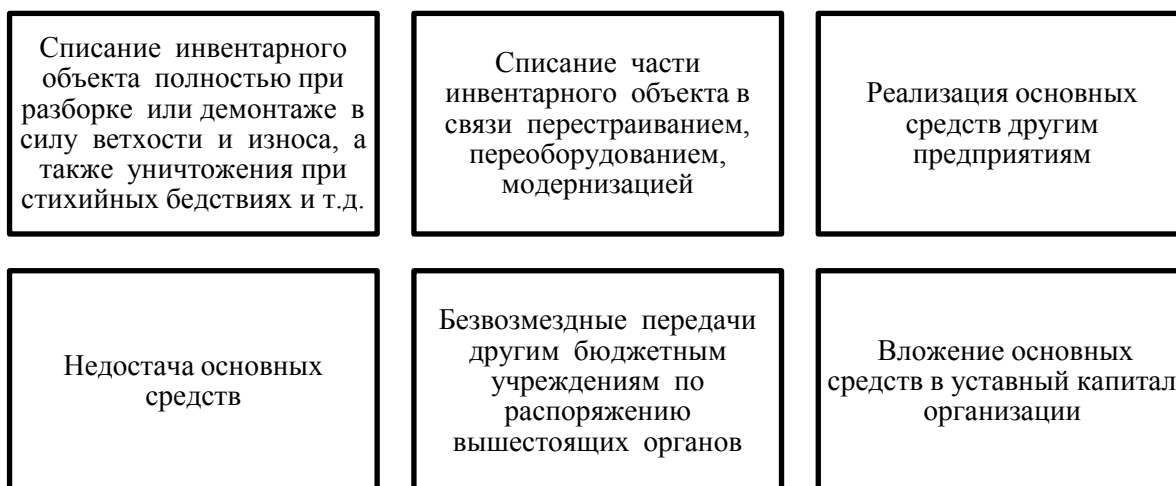 Списание инвентарного
объекта полностью при
разборке или демонтаже в
силу ветхости и износа, а
также уничтожения при
стихийных бедствиях и т.д.
Списание части
инвентарного объекта в
связи перестраиванием,
переоборудованием,
модернизацией
Реализация основных
средств другим
предприятиям
Недостача основных
средств
Безвозмездные передачи
другим бюджетным
учреждениям по
распоряжению
вышестоящих органов
Вложение основных
средств в уставный капитал
организации